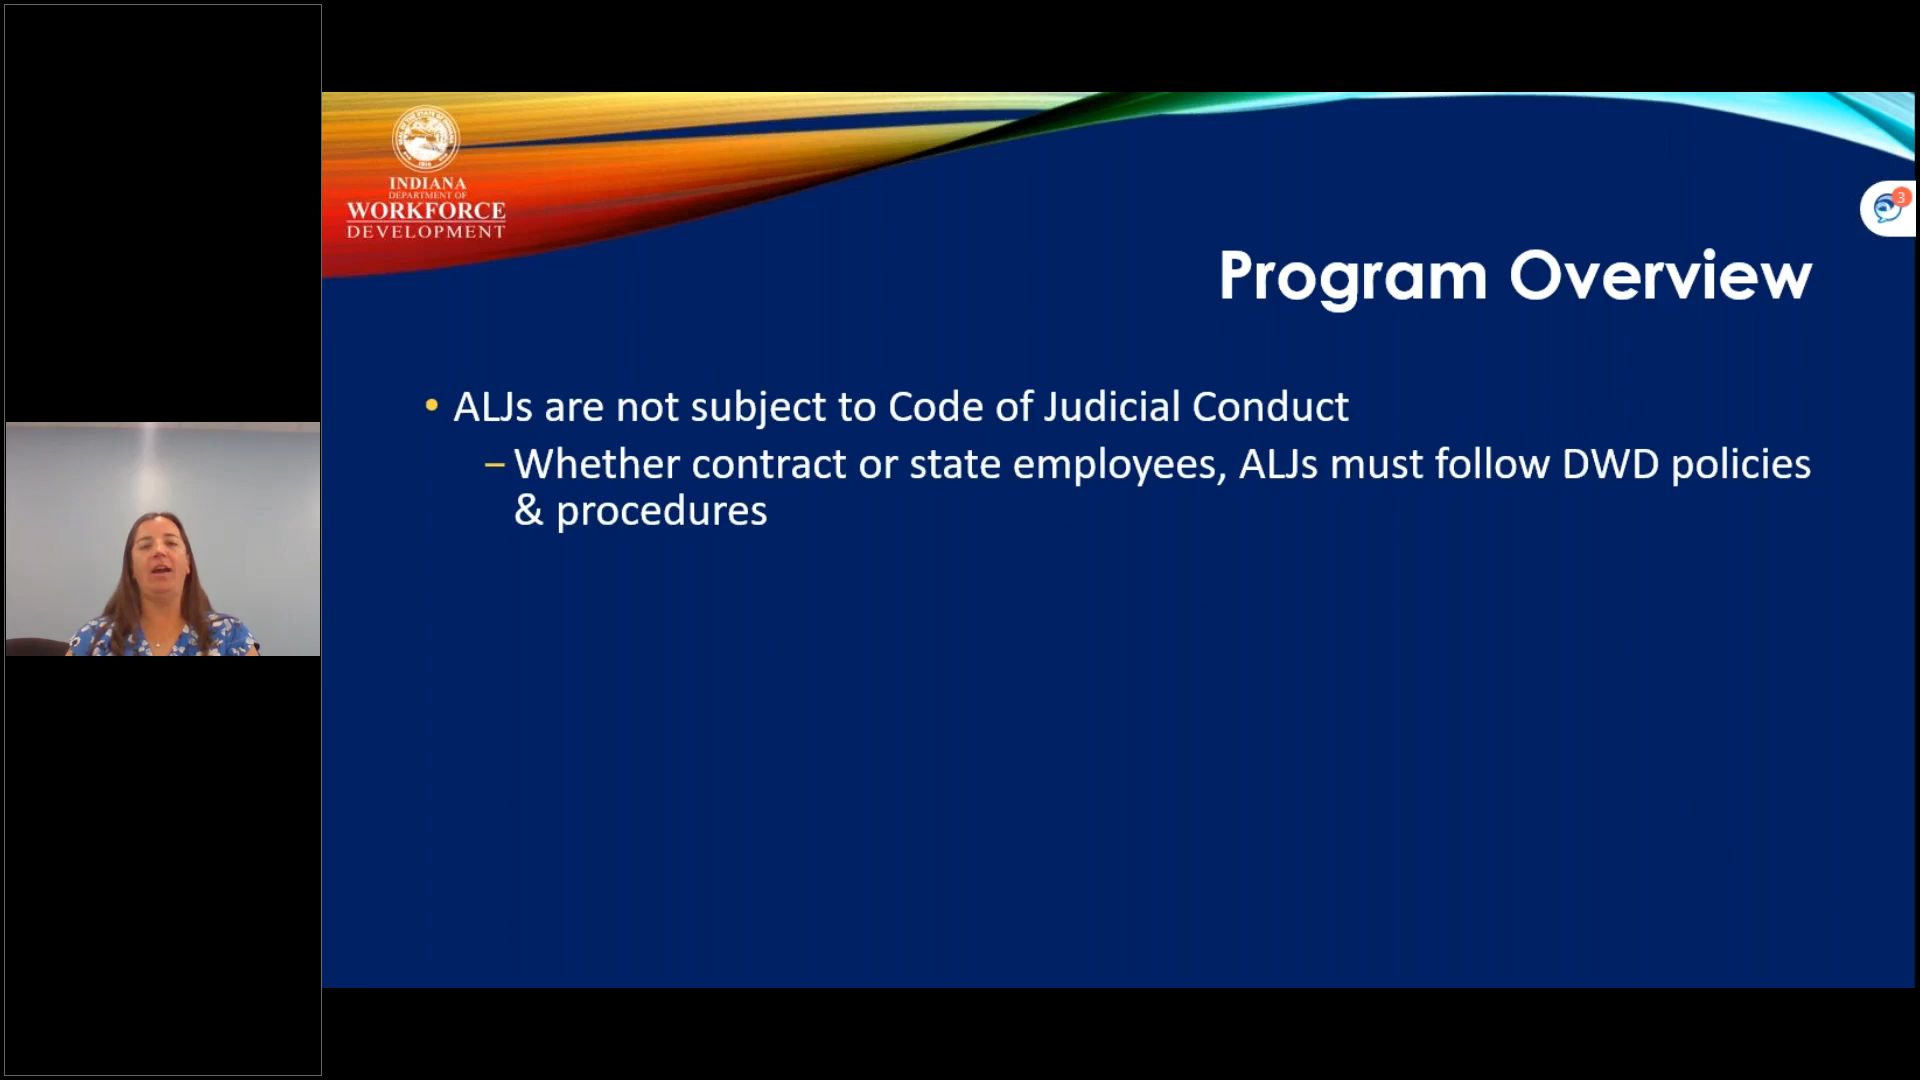 INDIANA
DEPARTMENT OF
WORKFORCE
DEVELOPMENT
3
Program Overview
• ALJs are not subject to Code of Judicial Conduct
– Whether contract or state employees, ALJs must follow DWD policies
& procedures